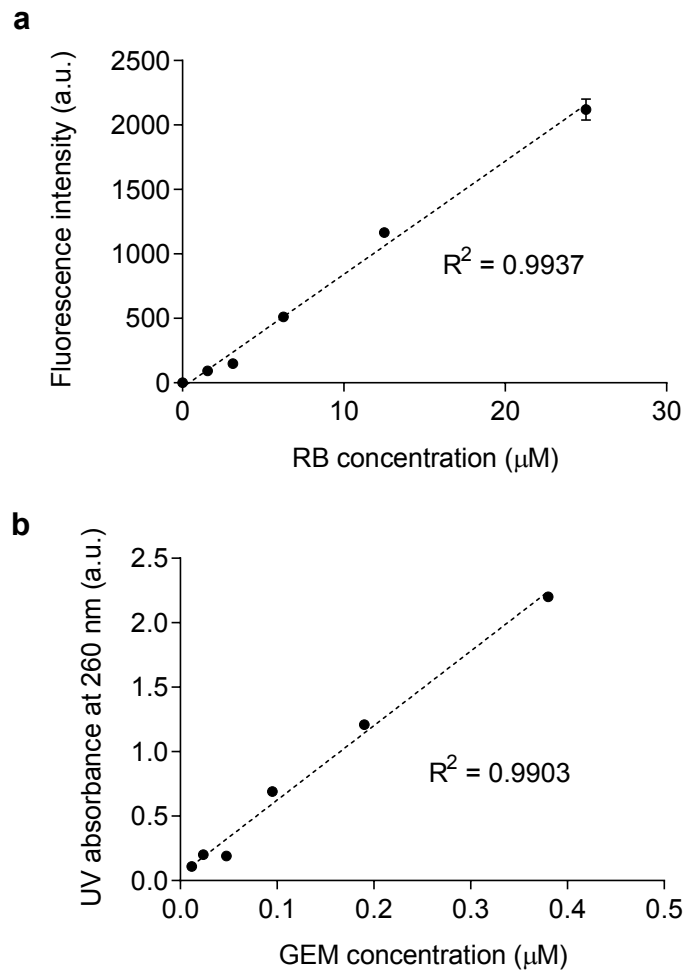 a
Fluorescence intensity (a.u.)
2500
2000
1500
1000
500
0
R² = 0.9937
0 10 20 30
RB concentration (μM)
b
UV absorbance at 260 nm (a.u.)
2.5
2.0
1.5
1.0
0.5
0.0
R² = 0.9903
0.0 0.1 0.2 0.3 0.4 0.5
GEM concentration (μM)